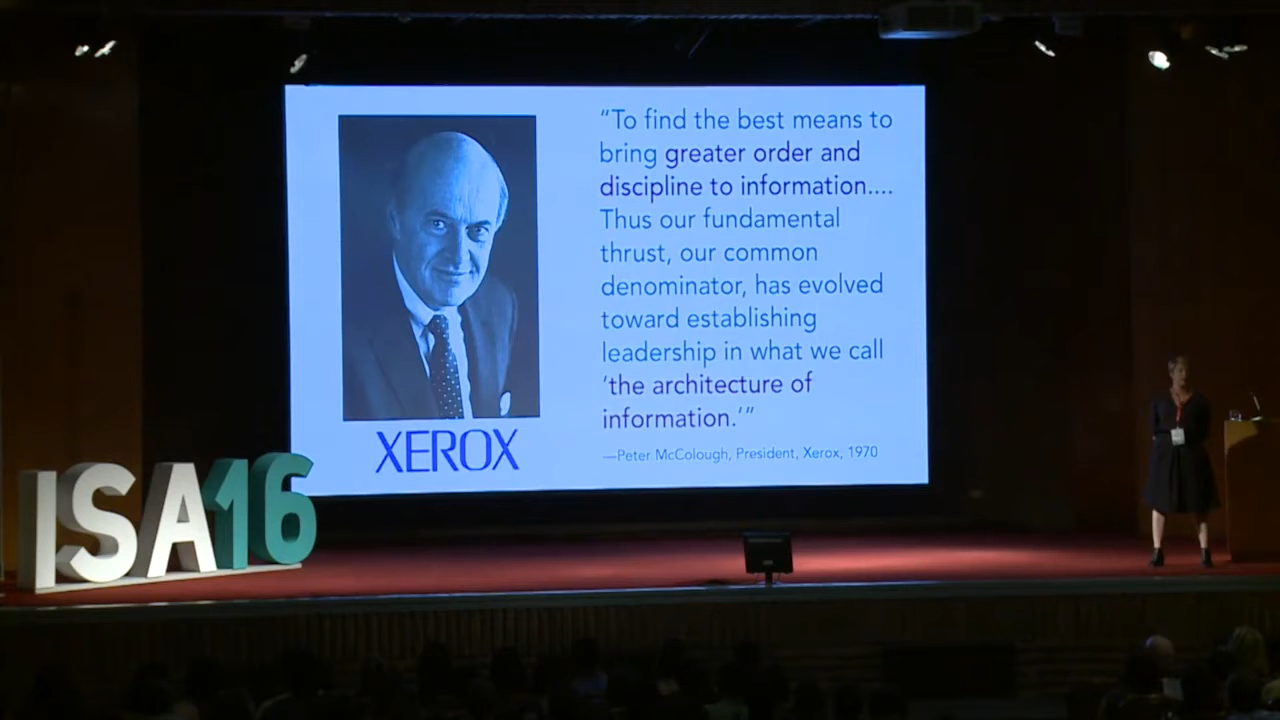 “To find the best means to
bring greater order and
discipline to information....
Thus our fundamental
thrust, our common
denominator, has evolved
toward establishing
leadership in what we call
‘the architecture of
information.’”
—Peter McColough, President, Xerox, 1970
XEROX
ISA16